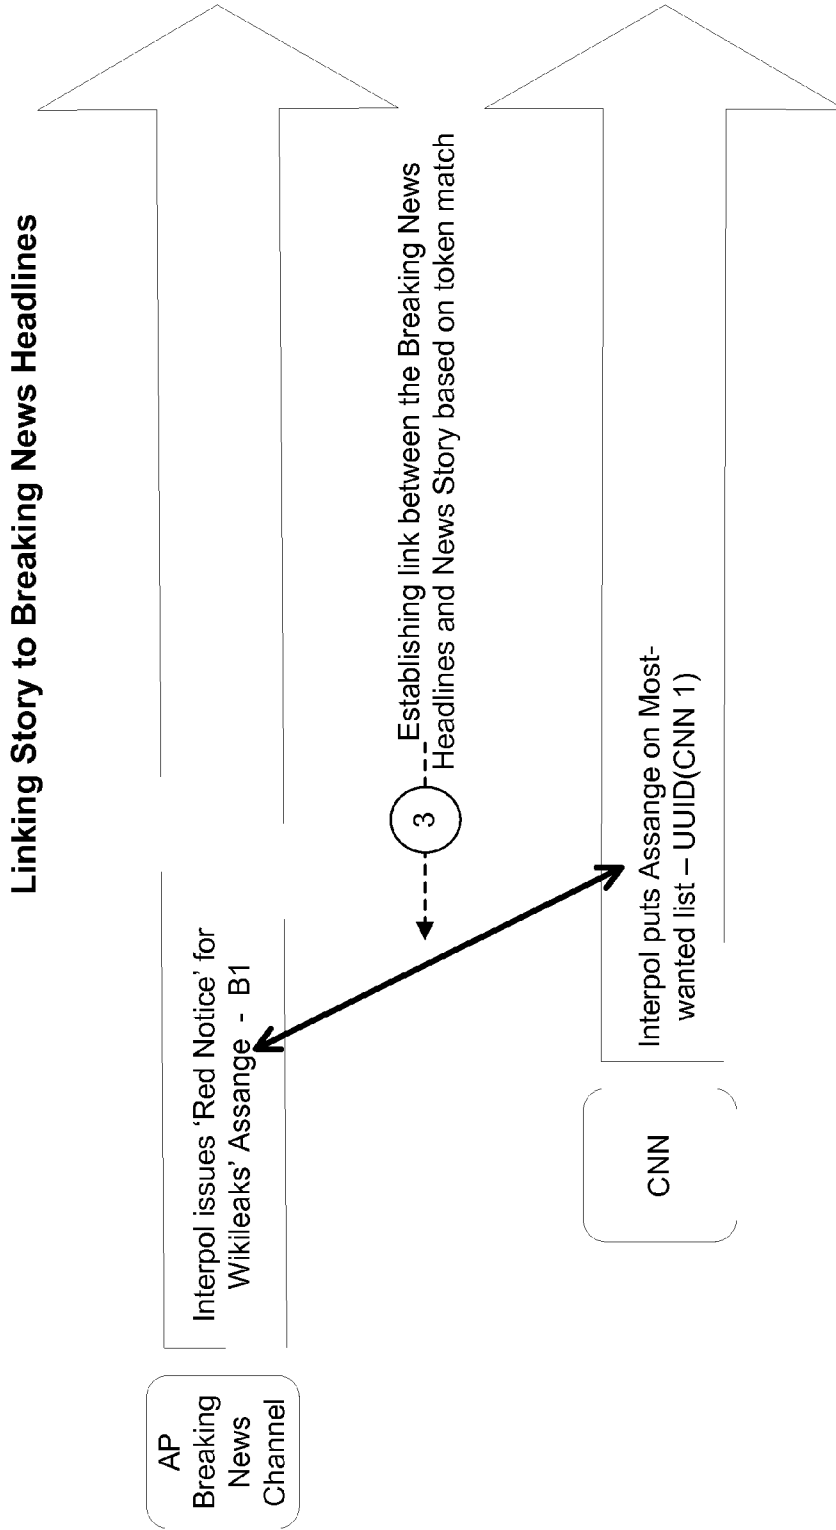 Linking Story to Breaking News Headlines
AP
Breaking
News
Channel
Interpol issues ‘Red Notice’ for
Wikileaks’ Assange - B1
3
Establishing link between the Breaking News
Headlines and News Story based on token match
CNN
Interpol puts Assange on Most-
wanted list – UUID(CNN 1)